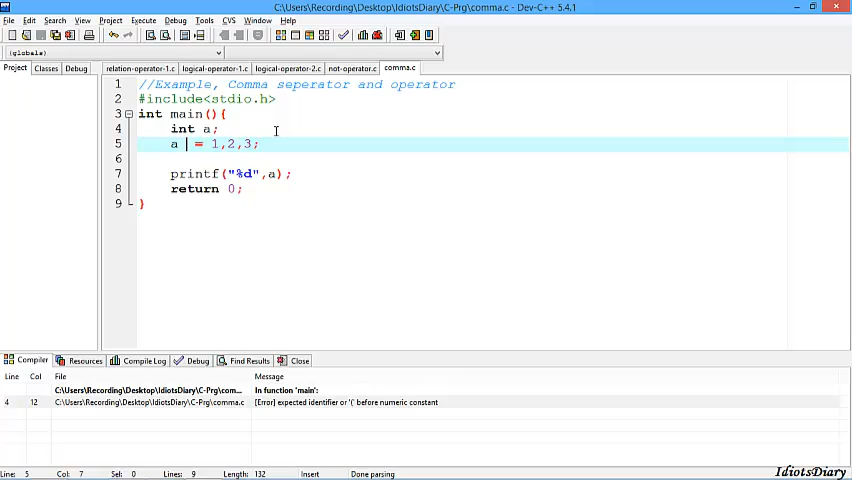 C:\Users\Recording\Desktop\IdiotsDiary\C-Prg\comma.c - Dev-C++ 5.4.1
File Edit Search View Project Execute Debug Tools CVS Window Help
(globals)
Project Classes Debug
relation-operator-1.c logical-operator-1.c logical-operator-2.c not-operator.c comma.c
1 //Example, Comma seperator and operator
2 #include<stdio.h>
3 int main(){
4 int a;
5 a = 1,2,3;
6
7 printf("%d",a);
8 return 0;
9 }
Compiler Resources Compile Log Debug Find Results Close
Line Col File Message
C:\Users\Recording\Desktop\IdiotsDiary\C-Prg\com... In function 'main':
4 12 C:\Users\Recording\Desktop\IdiotsDiary\C-Prg\comma.c [Error] expected identifier or '(' before numeric constant
Line: 5 Col: 7 Sel: 0 Lines: 9 Length: 132 Insert Done parsing
IdiotsDiary